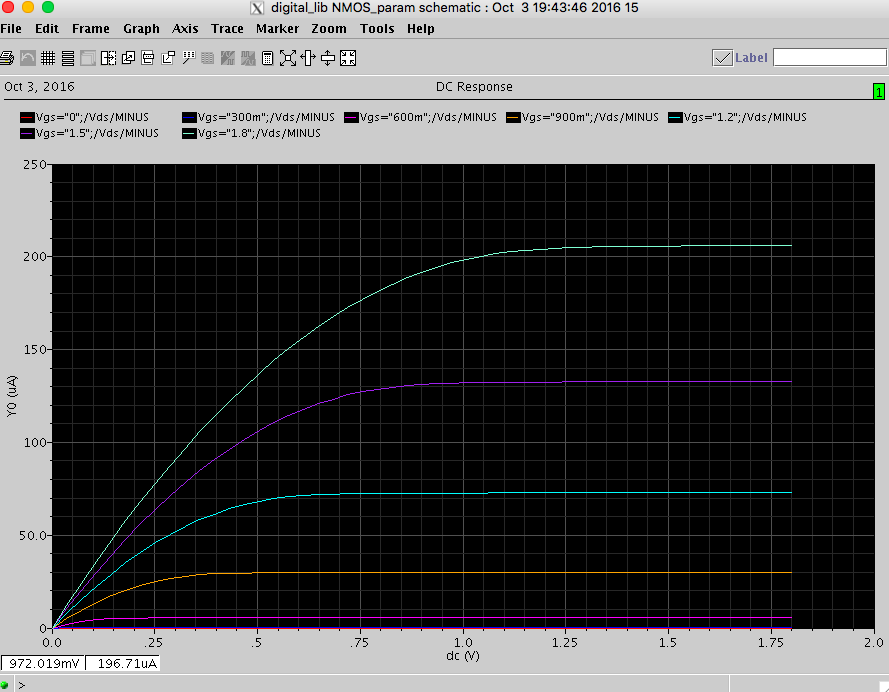 digital_lib NMOS_param schematic : Oct  3 19:43:46 2016 15
File Edit Frame Graph Axis Trace Marker Zoom Tools Help
Label
Oct 3, 2016 DC Response 1
Vgs="0";/Vds/MINUS Vgs="300m";/Vds/MINUS Vgs="600m";/Vds/MINUS Vgs="900m";/Vds/MINUS Vgs="1.2";/Vds/MINUS
Vgs="1.5";/Vds/MINUS Vgs="1.8";/Vds/MINUS
250
200
150
Y0 (uA)
100
50.0
0
0.0 .25 .5 .75 1.0 1.25 1.5 1.75 2.0
dc (V)
972.019mV 196.71uA
>